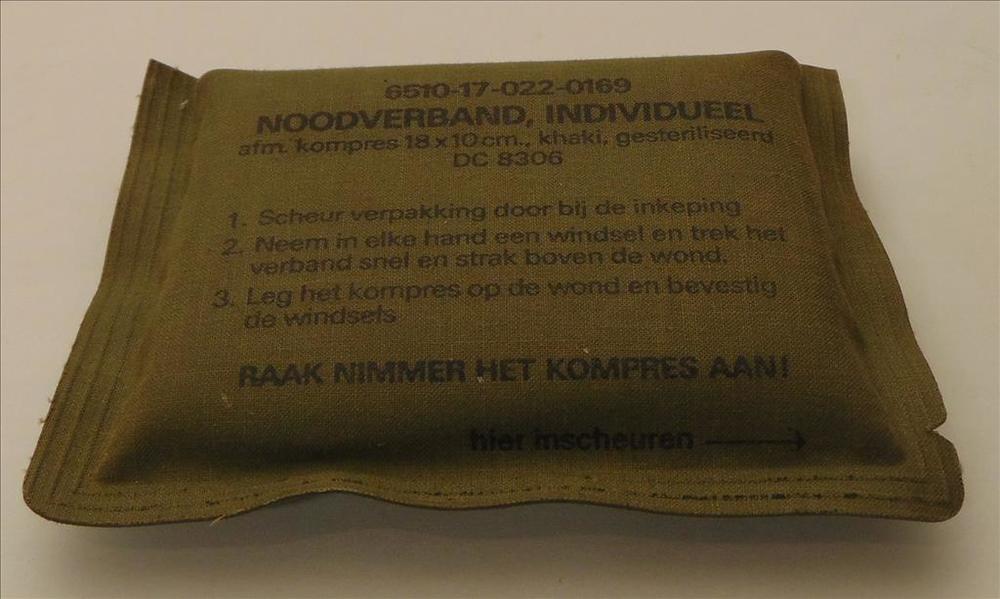 6510-17-022-0169
NOODVERBAND, INDIVIDUEEL
afm. kompres 18 x 10 cm., khaki, gesteriliseerd
DC 8306
1. Scheur verpakking door bij de inkeping
2. Neem in elke hand een windsel en trek het
verband snel en strak boven de wond.
3. Leg het kompres op de wond en bevestig
de windsels
RAAK NIMMER HET KOMPRES AAN!
hier inscheuren